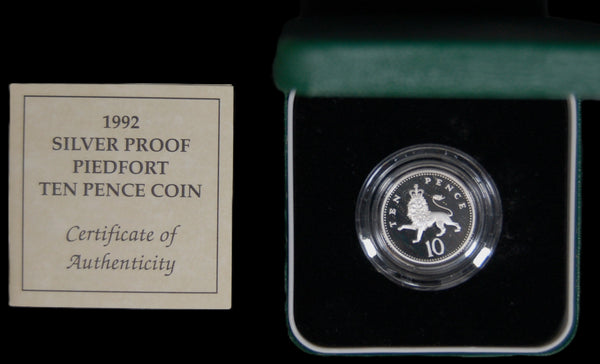 1992
SILVER PROOF
PIEDFORT
TEN PENCE COIN
Certificate of
Authenticity
TEN PENCE
10